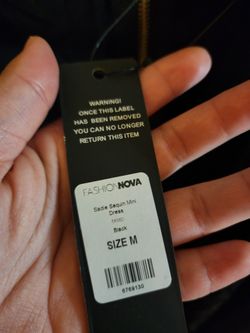 WARNING!
ONCE THIS LABEL
HAS BEEN REMOVED
YOU CAN NO LONGER
RETURN THIS ITEM
FASHIONNOVA
Sadie Sequin Mini
Dress
Black
SIZE M
6769130